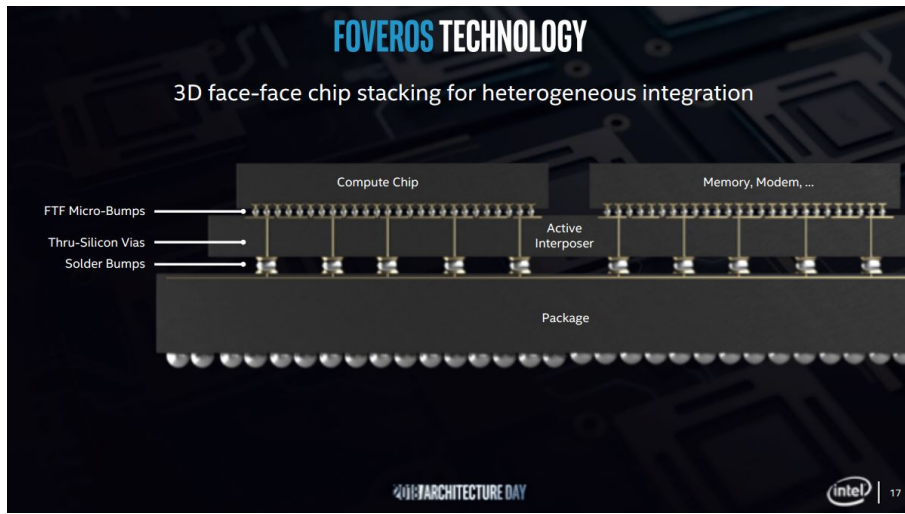 FOVEROS TECHNOLOGY
3D face-face chip stacking for heterogeneous integration
Compute Chip
Memory, Modem, ...
FTF Micro-Bumps
Active
Interposer
Thru-Silicon Vias
Solder Bumps
Package
2018 ARCHITECTURE DAY
intel
17